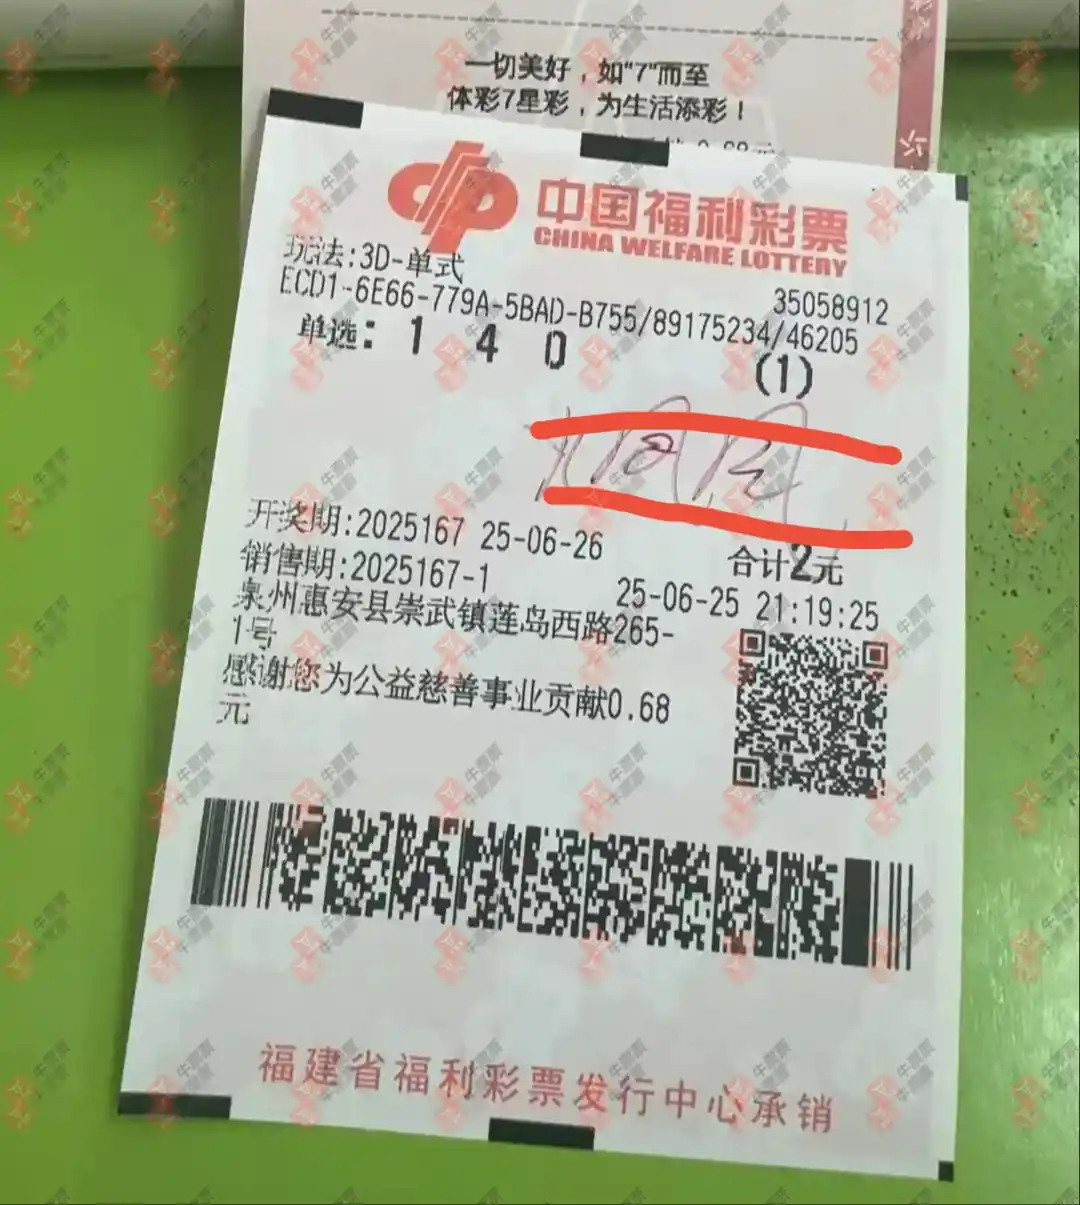 一切美好，如"7"而至
体彩7星彩，为生活添彩！
中国福利彩票
CHINA WELFARE LOTTERY
玩法:3D-单式
35058912
ECD1-6E66-779A-5BAD-B755/89175234/46205
单选: 1 4 0 (1)
开奖期:2025167 25-06-26 合计2元
销售期:2025167-1 25-06-25 21:19:25
泉州惠安县崇武镇莲岛西路265-
1号
感谢您为公益慈善事业贡献0.68
元
福建省福利彩票发行中心承销